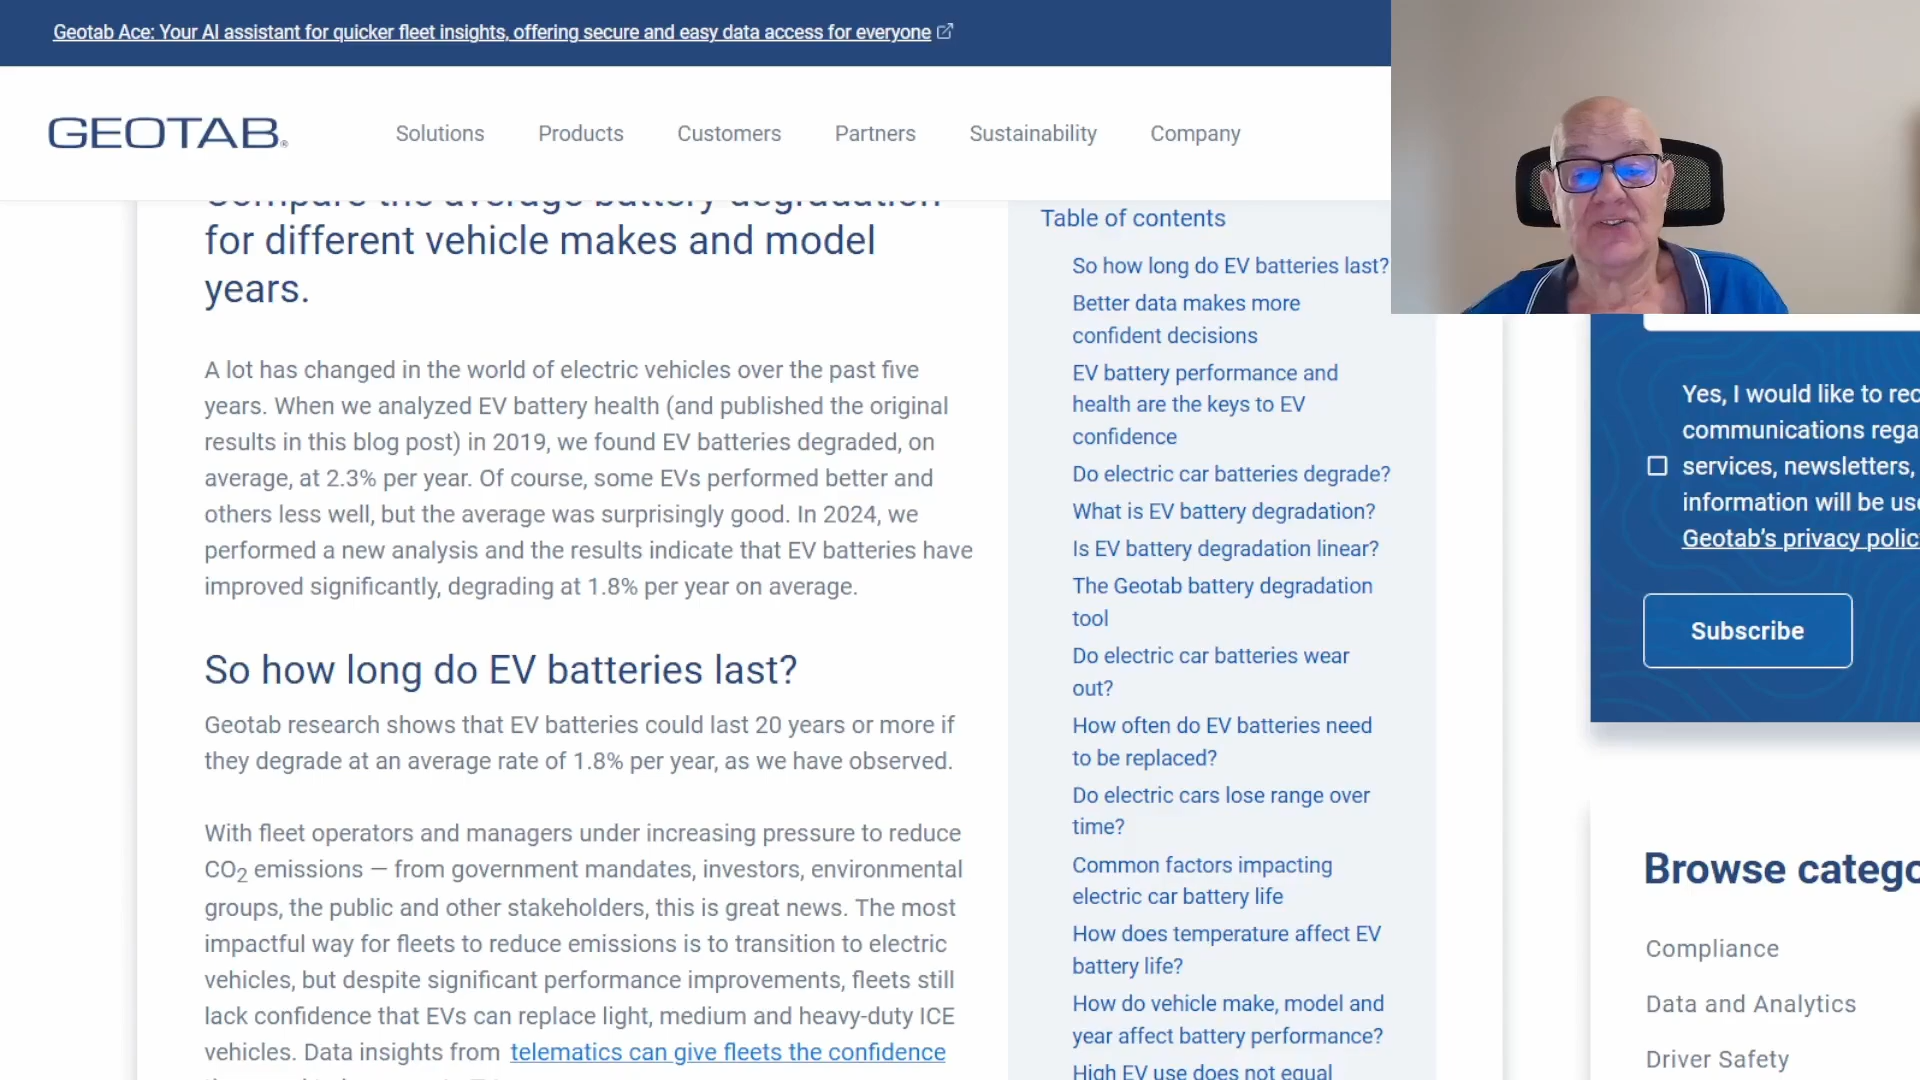 Geotab Ace: Your AI assistant for quicker fleet insights, offering secure and easy data access for everyone
GEOTAB®
Solutions
Products
Customers
Partners
Sustainability
Company
Compare the average battery degradation
for different vehicle makes and model
years.
A lot has changed in the world of electric vehicles over the past five
years. When we analyzed EV battery health (and published the original
results in this blog post) in 2019, we found EV batteries degraded, on
average, at 2.3% per year. Of course, some EVs performed better and
others less well, but the average was surprisingly good. In 2024, we
performed a new analysis and the results indicate that EV batteries have
improved significantly, degrading at 1.8% per year on average.
So how long do EV batteries last?
Geotab research shows that EV batteries could last 20 years or more if
they degrade at an average rate of 1.8% per year, as we have observed.
With fleet operators and managers under increasing pressure to reduce
CO2 emissions — from government mandates, investors, environmental
groups, the public and other stakeholders, this is great news. The most
impactful way for fleets to reduce emissions is to transition to electric
vehicles, but despite significant performance improvements, fleets still
lack confidence that EVs can replace light, medium and heavy-duty ICE
vehicles. Data insights from telematics can give fleets the confidence
Table of contents
So how long do EV batteries last?
Better data makes more
confident decisions
EV battery performance and
health are the keys to EV
confidence
Do electric car batteries degrade?
What is EV battery degradation?
Is EV battery degradation linear?
The Geotab battery degradation
tool
Do electric car batteries wear
out?
How often do EV batteries need
to be replaced?
Do electric cars lose range over
time?
Common factors impacting
electric car battery life
How does temperature affect EV
battery life?
How do vehicle make, model and
year affect battery performance?
High EV use does not equal
Yes, I would like to rec
communications rega
services, newsletters,
information will be use
Geotab's privacy polic
Subscribe
Browse catego
Compliance
Data and Analytics
Driver Safety